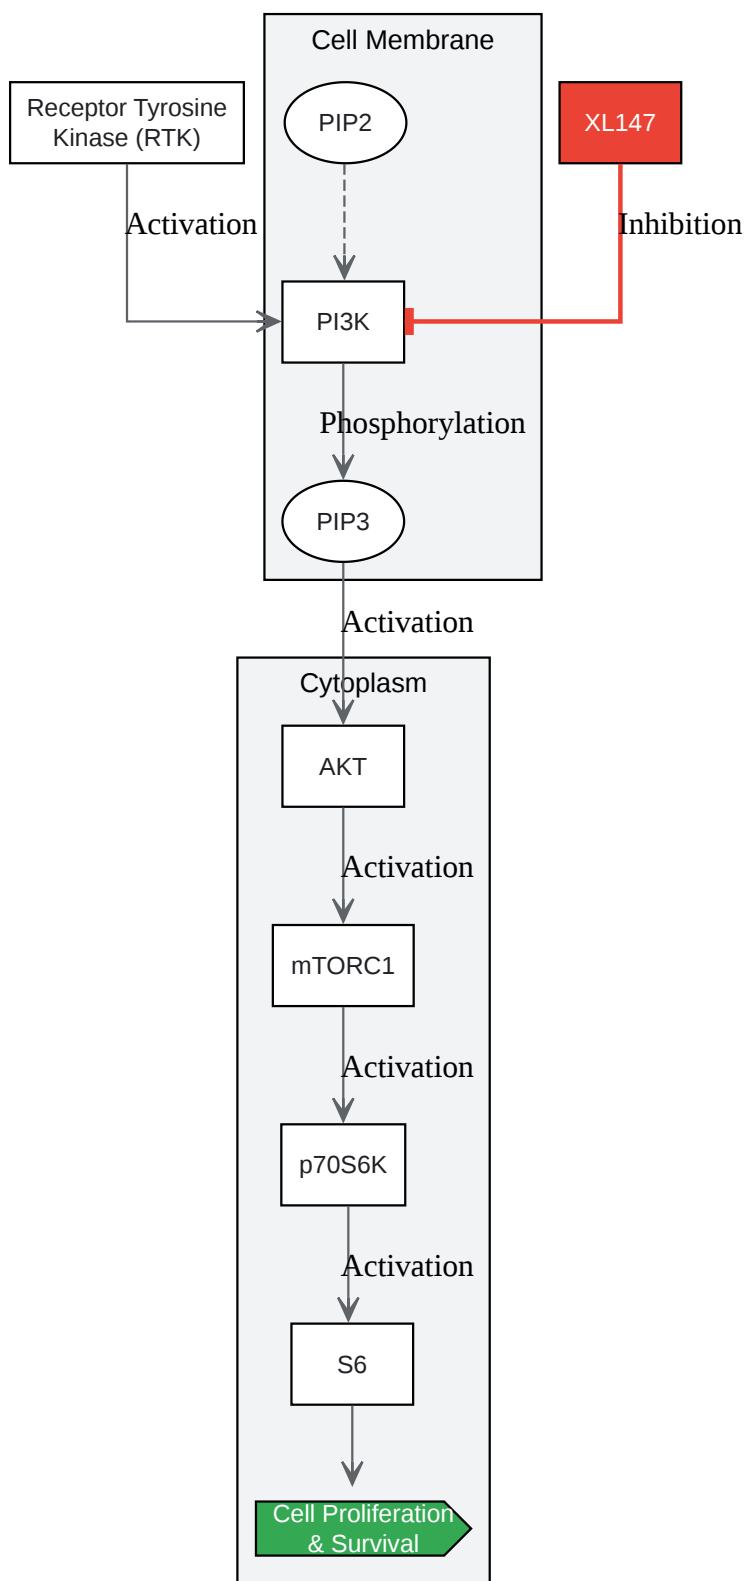 Cell Membrane
Receptor Tyrosine
Kinase (RTK)
PIP2
XL147
Activation
Inhibition
PI3K
Phosphorylation
PIP3
Activation
Cytoplasm
AKT
Activation
mTORC1
Activation
p70S6K
Activation
S6
Cell Proliferation
& Survival